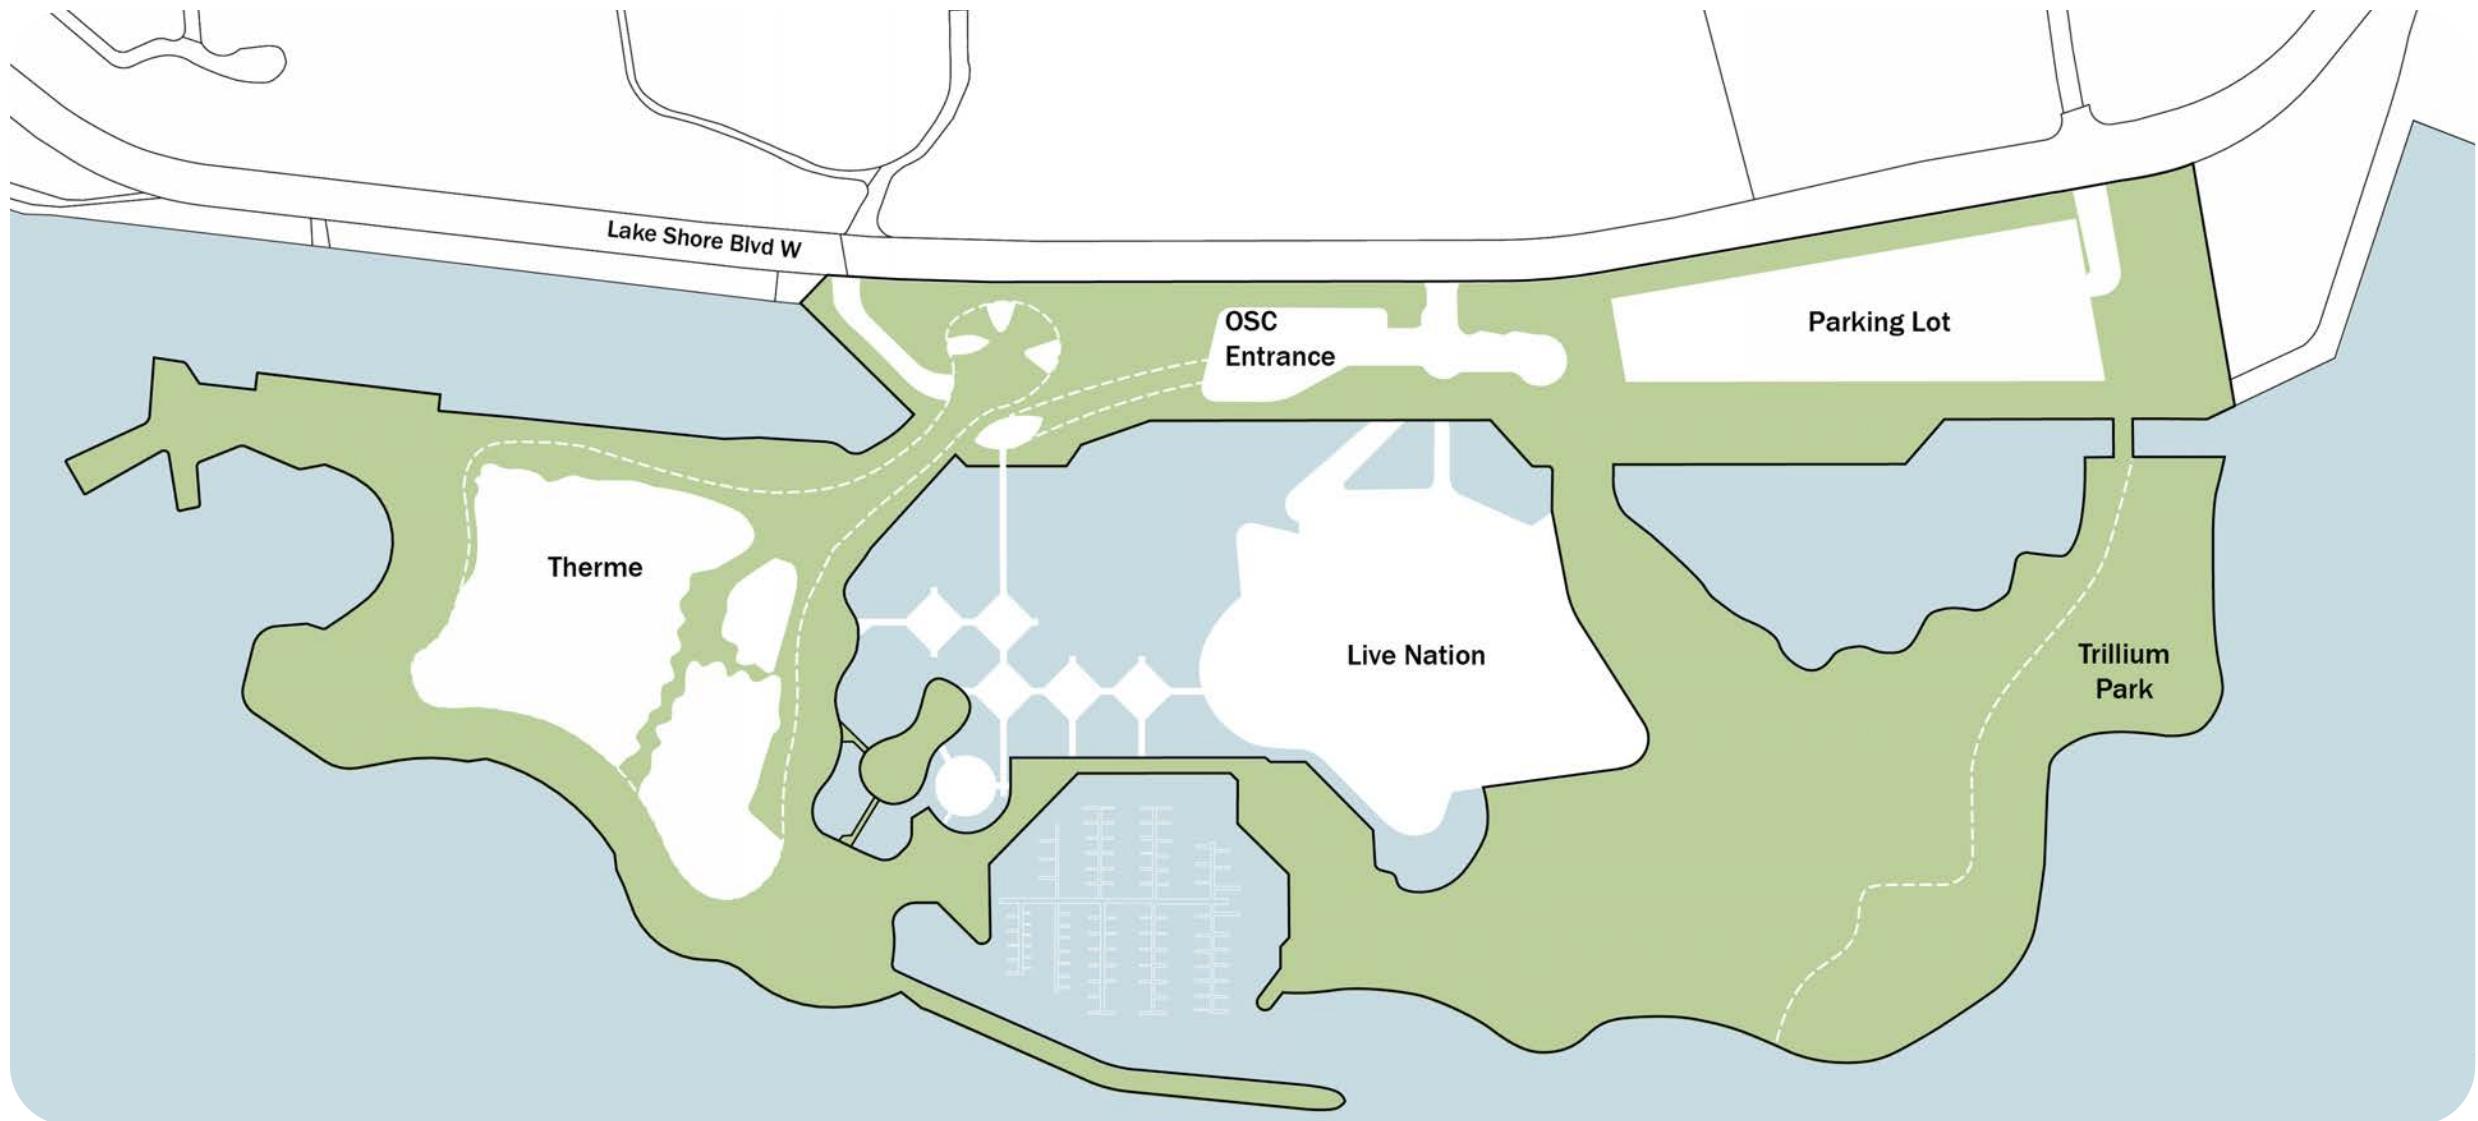 Lake Shore Blvd W
OSC
Entrance
Parking Lot
Therme
Live Nation
Trillium
Park